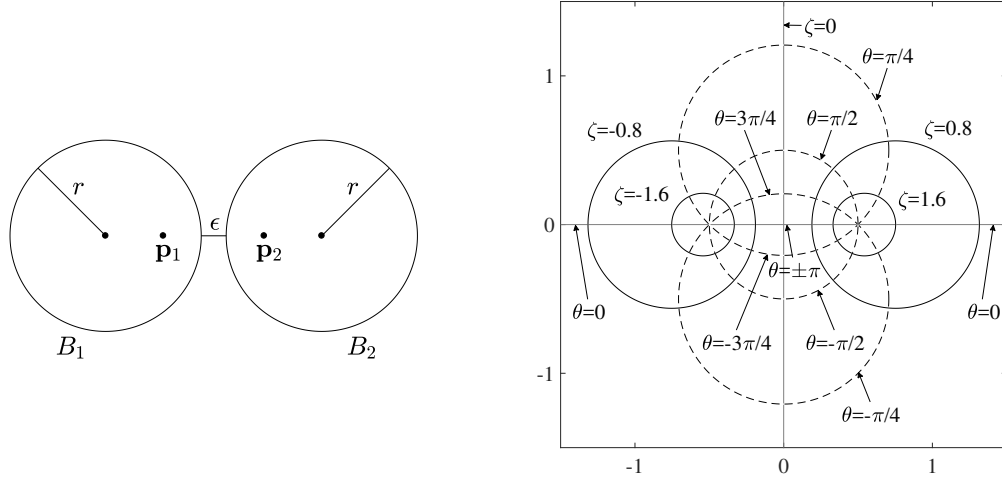 r
r
ϵ
p₁
p₂
B₁
B₂
ζ=0
θ=π/4
1
θ=3π/4
θ=π/2
ζ=-0.8
ζ=0.8
ζ=-1.6
ζ=1.6
0
θ=±π
θ=0
θ=0
θ=-3π/4
θ=-π/2
-1
θ=-π/4
-1
0
1